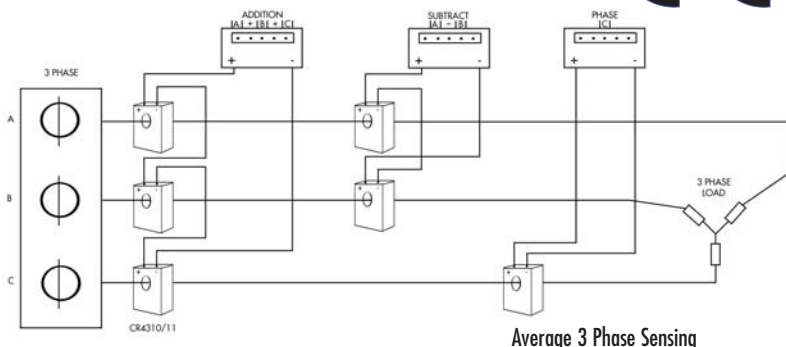 ADDITION
|A| + |B| + |C|
SUBTRACT
|A| - |B|
PHASE
|C|
+ -
+ -
+ -
3 PHASE
A
+ -
+ -
B
+ -
+ -
3 PHASE
LOAD
C
+ -
+ -
CR4310/11
Average 3 Phase Sensing